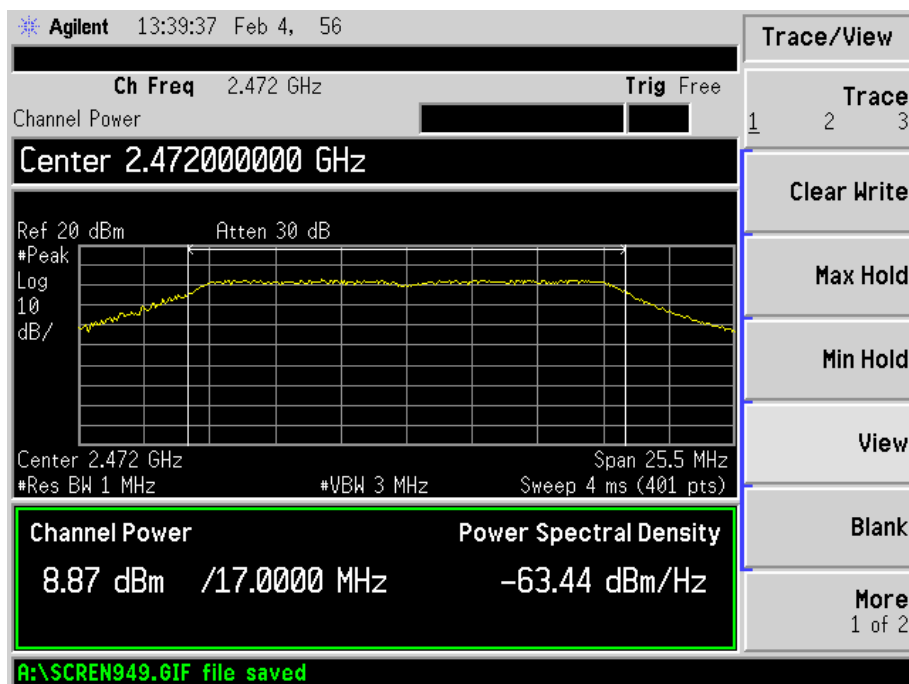 Agilent 13:39:37 Feb 4, 56
Trace/View
Ch Freq 2.472 GHz Trig Free
Channel Power
Center 2.472000000 GHz
Ref 20 dBm Atten 30 dB
#Peak
Log
10
dB/
Center 2.472 GHz Span 25.5 MHz
#Res BW 1 MHz #VBW 3 MHz Sweep 4 ms (401 pts)
Channel Power Power Spectral Density
8.87 dBm /17.0000 MHz -63.44 dBm/Hz
A:\SCREN949.GIF file saved
Trace
1 2 3
Clear Write
Max Hold
Min Hold
View
Blank
More
1 of 2